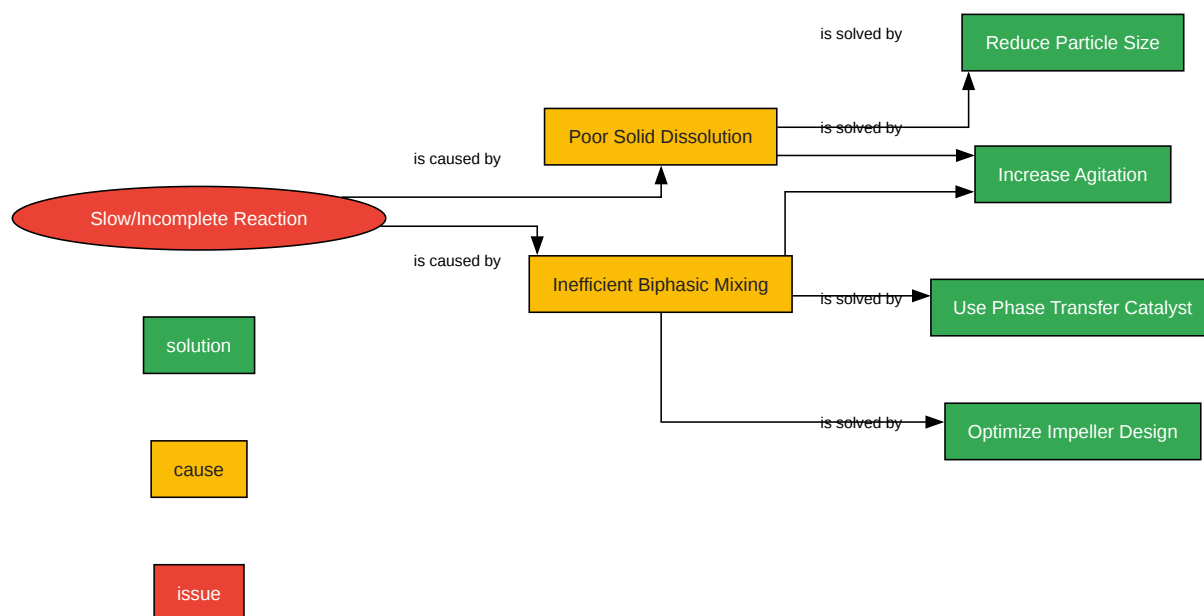 is solved by
Reduce Particle Size
Poor Solid Dissolution
is solved by
is caused by
Increase Agitation
Slow/Incomplete Reaction
is caused by
Inefficient Biphasic Mixing
is solved by
Use Phase Transfer Catalyst
solution
is solved by
Optimize Impeller Design
cause
issue